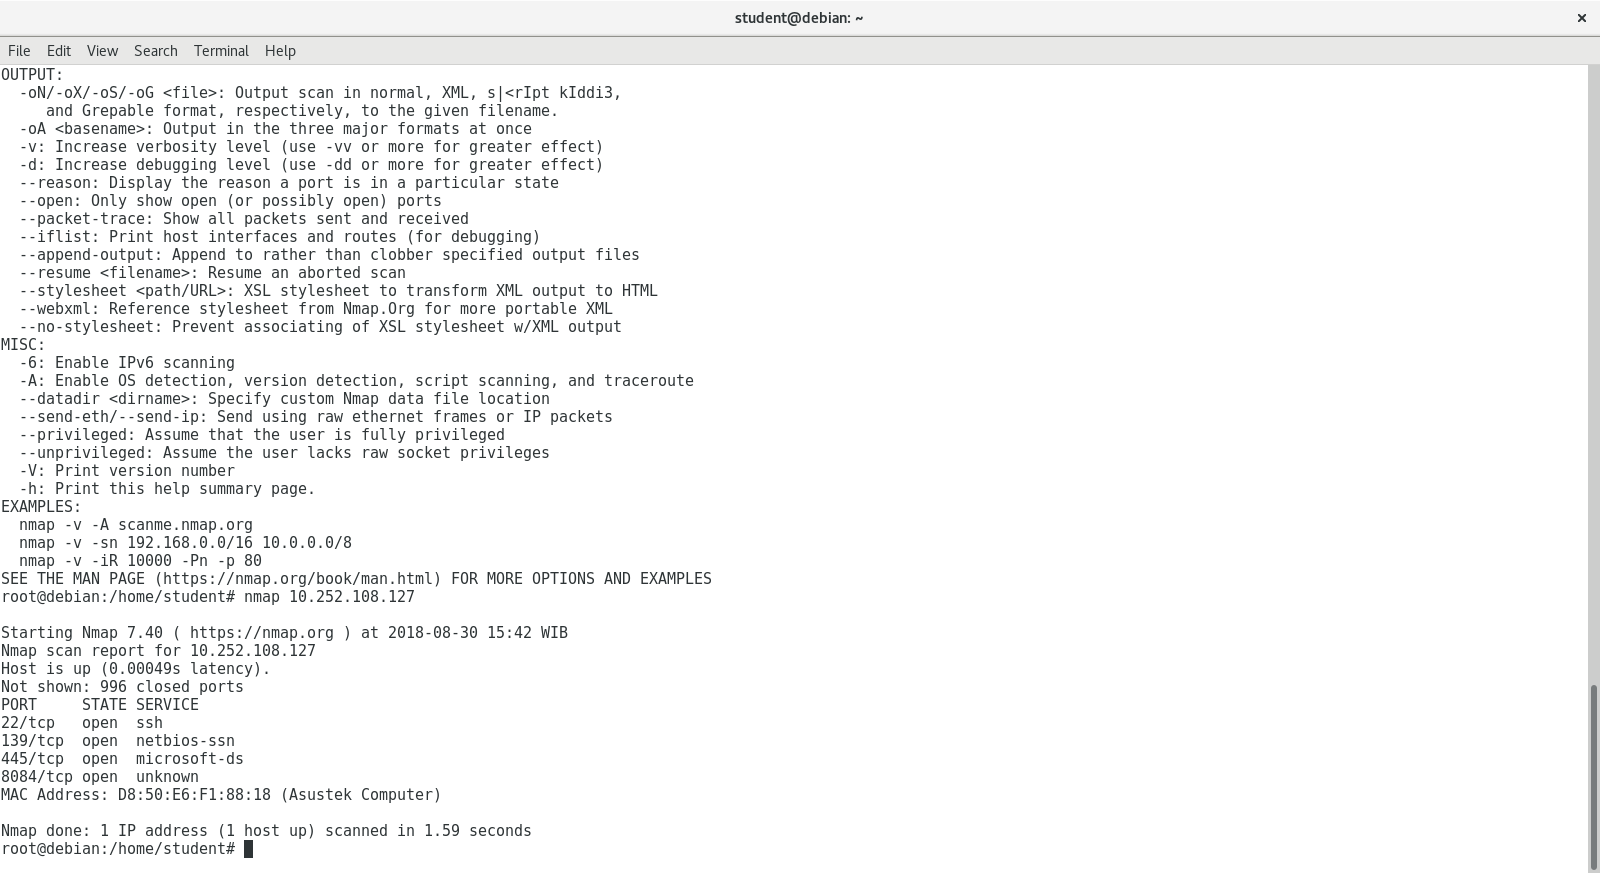 student@debian: ~
×
File Edit View Search Terminal Help
OUTPUT:
  -oN/-oX/-oS/-oG <file>: Output scan in normal, XML, s|<rIpt kIddi3,
     and Grepable format, respectively, to the given filename.
  -oA <basename>: Output in the three major formats at once
  -v: Increase verbosity level (use -vv or more for greater effect)
  -d: Increase debugging level (use -dd or more for greater effect)
  --reason: Display the reason a port is in a particular state
  --open: Only show open (or possibly open) ports
  --packet-trace: Show all packets sent and received
  --iflist: Print host interfaces and routes (for debugging)
  --append-output: Append to rather than clobber specified output files
  --resume <filename>: Resume an aborted scan
  --stylesheet <path/URL>: XSL stylesheet to transform XML output to HTML
  --webxml: Reference stylesheet from Nmap.Org for more portable XML
  --no-stylesheet: Prevent associating of XSL stylesheet w/XML output
MISC:
  -6: Enable IPv6 scanning
  -A: Enable OS detection, version detection, script scanning, and traceroute
  --datadir <dirname>: Specify custom Nmap data file location
  --send-eth/--send-ip: Send using raw ethernet frames or IP packets
  --privileged: Assume that the user is fully privileged
  --unprivileged: Assume the user lacks raw socket privileges
  -V: Print version number
  -h: Print this help summary page.
EXAMPLES:
  nmap -v -A scanme.nmap.org
  nmap -v -sn 192.168.0.0/16 10.0.0.0/8
  nmap -v -iR 10000 -Pn -p 80
SEE THE MAN PAGE (https://nmap.org/book/man.html) FOR MORE OPTIONS AND EXAMPLES
root@debian:/home/student# nmap 10.252.108.127

Starting Nmap 7.40 ( https://nmap.org ) at 2018-08-30 15:42 WIB
Nmap scan report for 10.252.108.127
Host is up (0.00049s latency).
Not shown: 996 closed ports
PORT     STATE SERVICE
22/tcp   open  ssh
139/tcp  open  netbios-ssn
445/tcp  open  microsoft-ds
8084/tcp open  unknown
MAC Address: D8:50:E6:F1:88:18 (Asustek Computer)

Nmap done: 1 IP address (1 host up) scanned in 1.59 seconds
root@debian:/home/student#